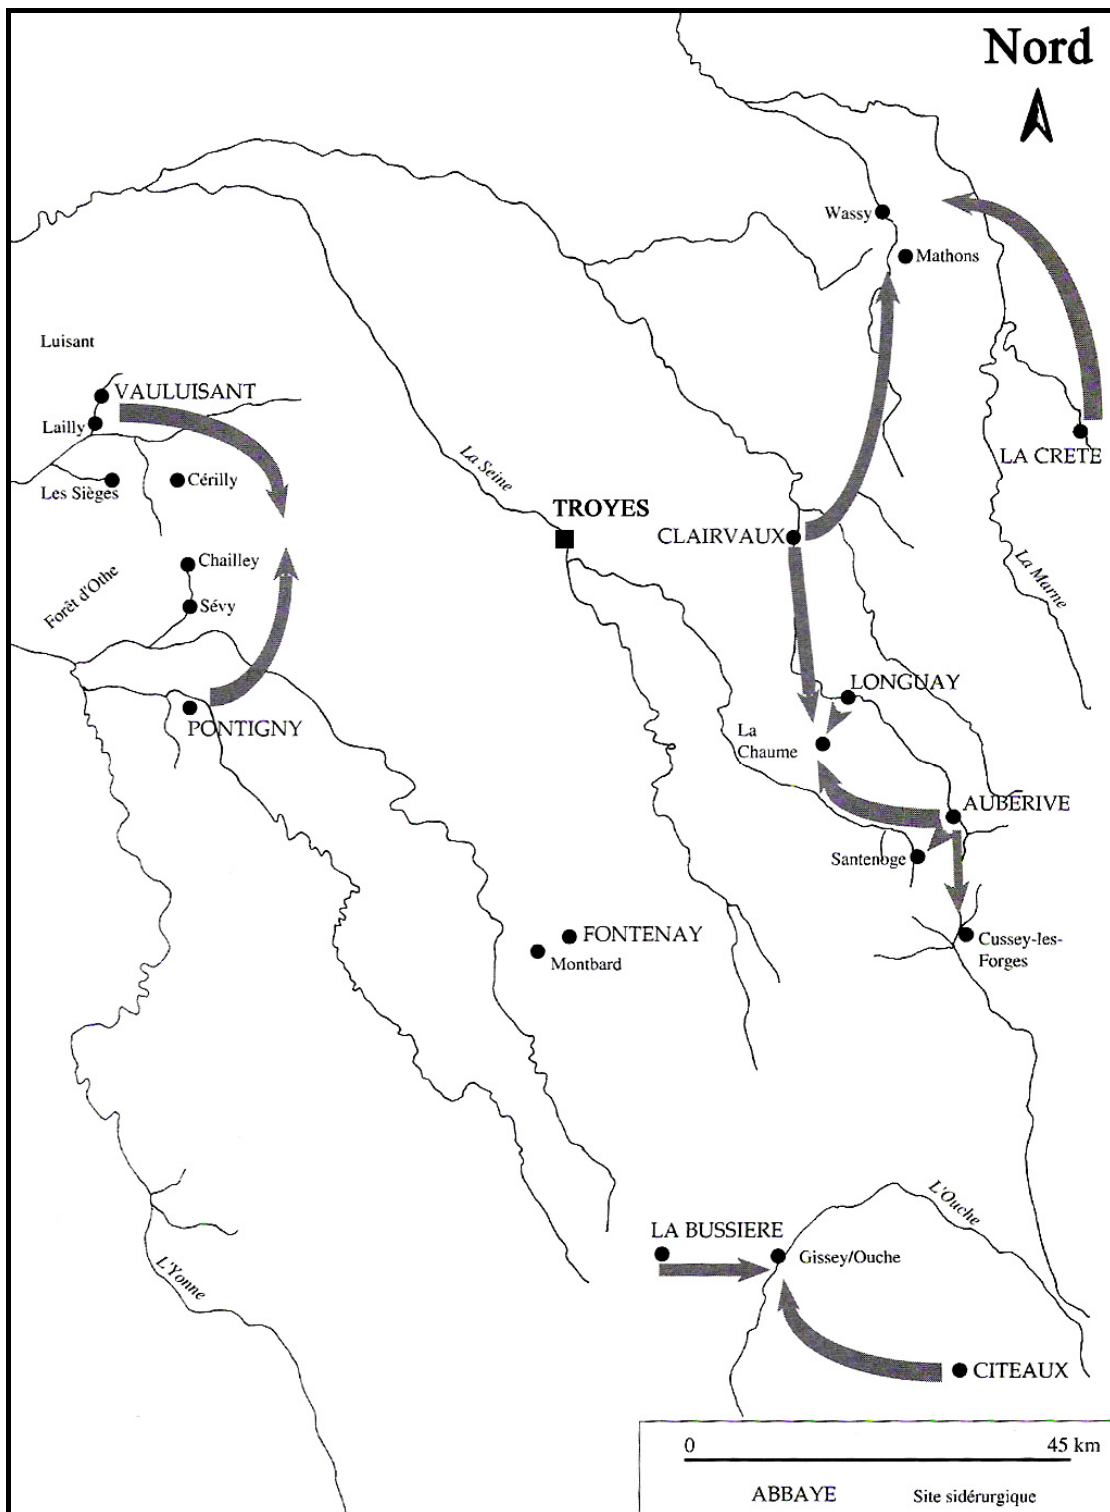 Nord
Wassy
Mathons
Luisant
VAULUISANT
Lailly
LA CRETE
La Seine
Les Sièges
Cérilly
TROYES
CLAIRVAUX
Chailley
Forêt d'Othe
La Marne
Sévy
LONGUAY
PONTIGNY
La
Chaume
AUBERIVE
Santenoge
FONTENAY
Montbard
Cussey-les-
Forges
L'Ouche
LA BUSSIERE
Gissey/Ouche
L'Yonne
CITEAUX
0
45 km
ABBAYE
Site sidérurgique